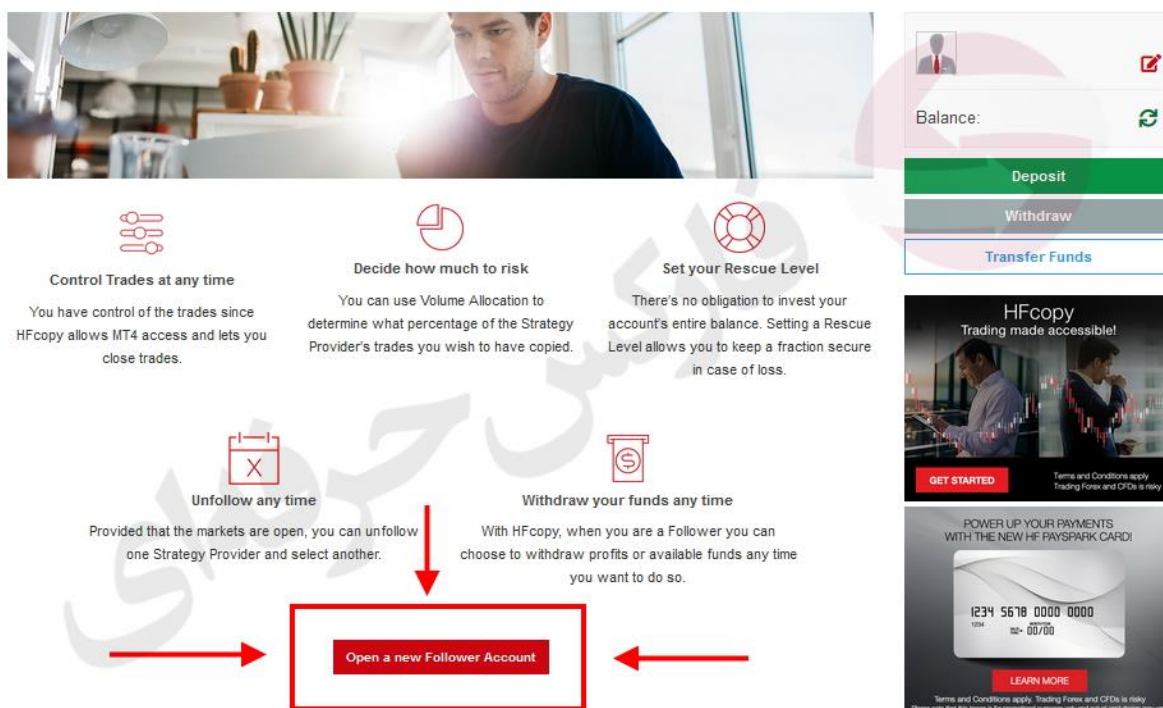 Control Trades at any time
You have control of the trades since
HFcopy allows MT4 access and lets you
close trades.
Decide how much to risk
You can use Volume Allocation to
determine what percentage of the Strategy
Provider's trades you wish to have copied.
Set your Rescue Level
There's no obligation to invest your
account's entire balance. Setting a Rescue
Level allows you to keep a fraction secure
in case of loss.
Unfollow any time
Provided that the markets are open, you can unfollow
one Strategy Provider and select another.
Withdraw your funds any time
With HFcopy, when you are a Follower you can
choose to withdraw profits or available funds any time
you want to do so.
Open a new Follower Account
فارکس حرفه‌ای
Balance:
Deposit
Withdraw
Transfer Funds
HFcopy
Trading made accessible!
GET STARTED
Terms and Conditions apply
Trading Forex and CFDs is risky
POWER UP YOUR PAYMENTS
WITH THE NEW HF PAYSPARK CARD!
1234 5678 0000 0000
1234
00/00
LEARN MORE
Terms and Conditions apply. Trading Forex and CFDs is risky